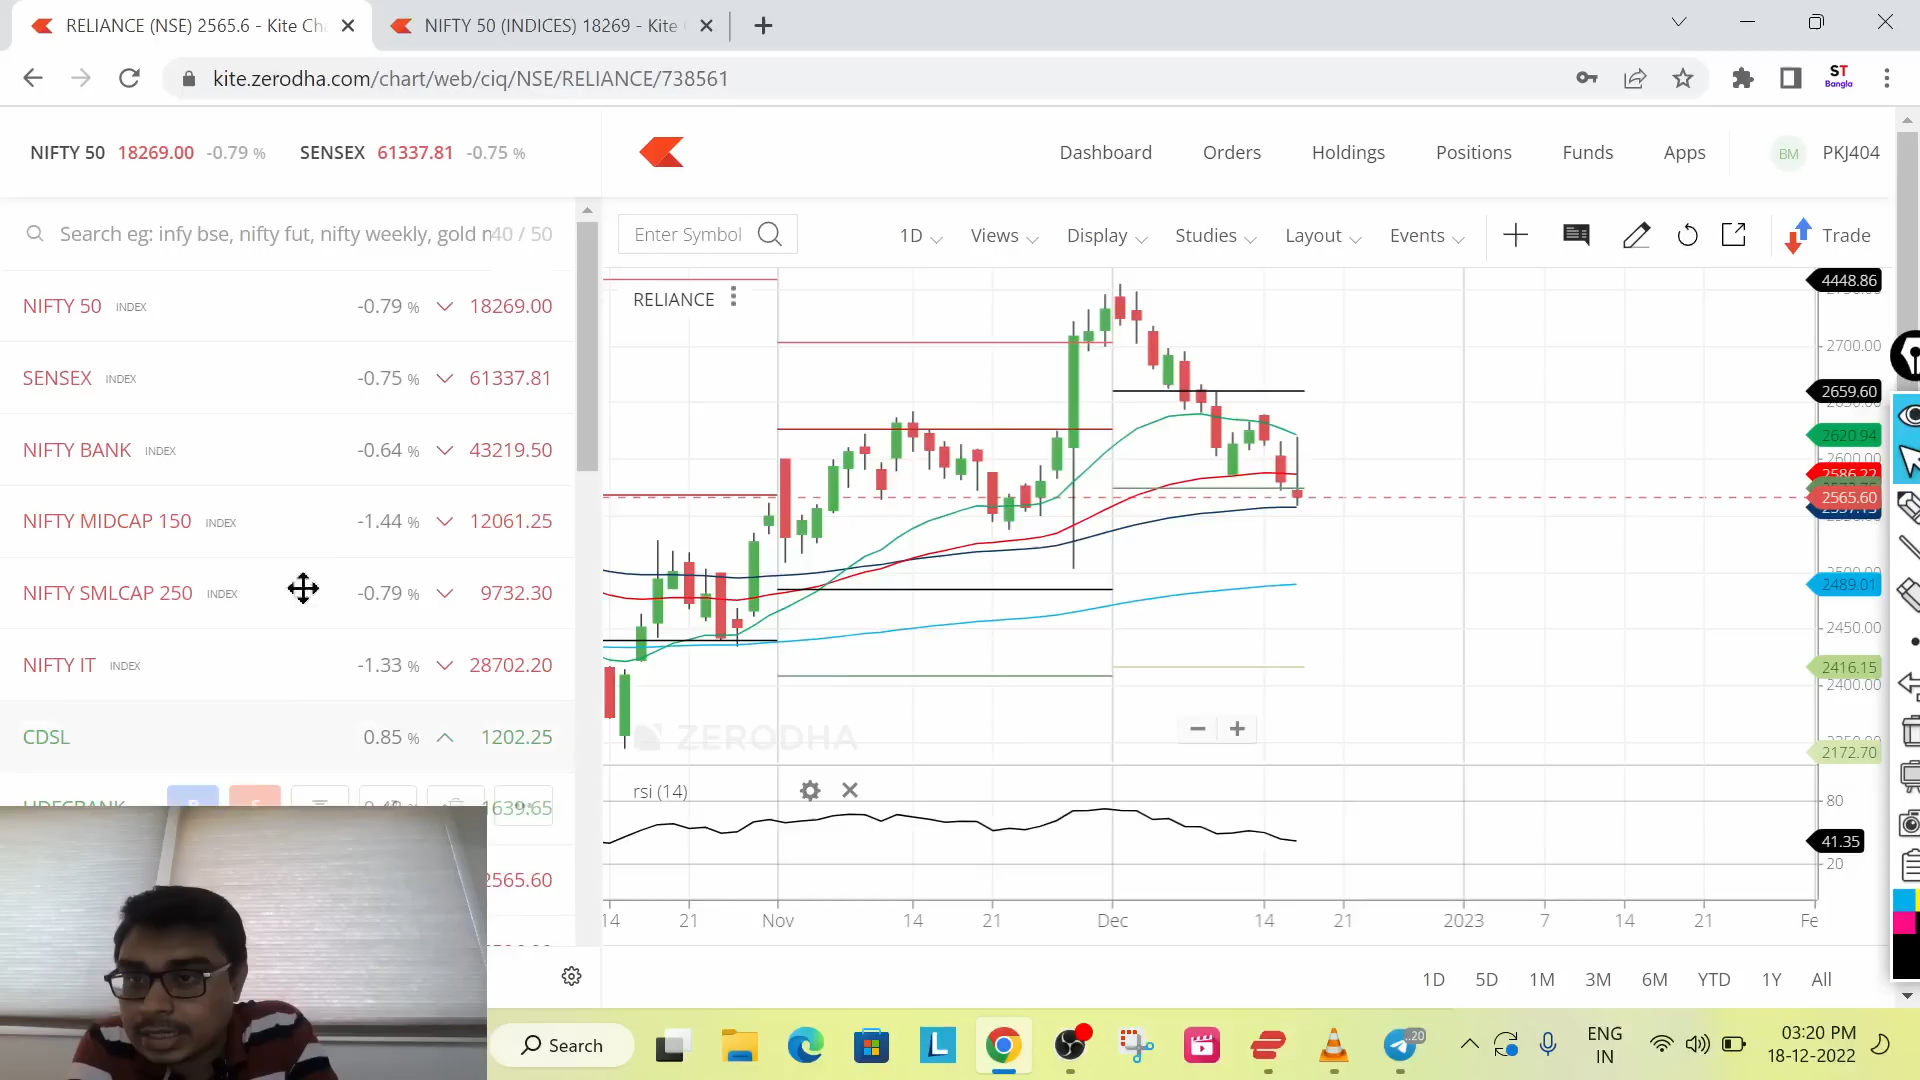 RELIANCE (NSE) 2565.6 - Kite Ch
NIFTY 50 (INDICES) 18269 - Kite
kite.zerodha.com/chart/web/ciq/NSE/RELIANCE/738561
ST
Bangla
NIFTY 50 18269.00 -0.79 % SENSEX 61337.81 -0.75 %
Dashboard Orders Holdings Positions Funds Apps BM PKJ404
Search eg: infy bse, nifty fut, nifty weekly, gold 40 / 50
Enter Symbol 1D Views Display Studies Layout Events Trade
NIFTY 50 INDEX -0.79 % 18269.00
SENSEX INDEX -0.75 % 61337.81
NIFTY BANK INDEX -0.64 % 43219.50
NIFTY MIDCAP 150 INDEX -1.44 % 12061.25
NIFTY SMLCAP 250 INDEX -0.79 % 9732.30
NIFTY IT INDEX -1.33 % 28702.20
CDSL 0.85 % 1202.25
HDFCBANK 1639.65
2565.60
RELIANCE
4448.86
2700.00
2659.60
2620.94
2600.00
2586.22
2565.60
2489.01
2450.00
2416.15
2400.00
2172.70
ZERODHA
rsi (14)
80
41.35
20
14 21 Nov 14 21 Dec 14 21 2023 7 14 21 Fe
1D 5D 1M 3M 6M YTD 1Y All
Search
L
20
ENG
IN
03:20 PM
18-12-2022